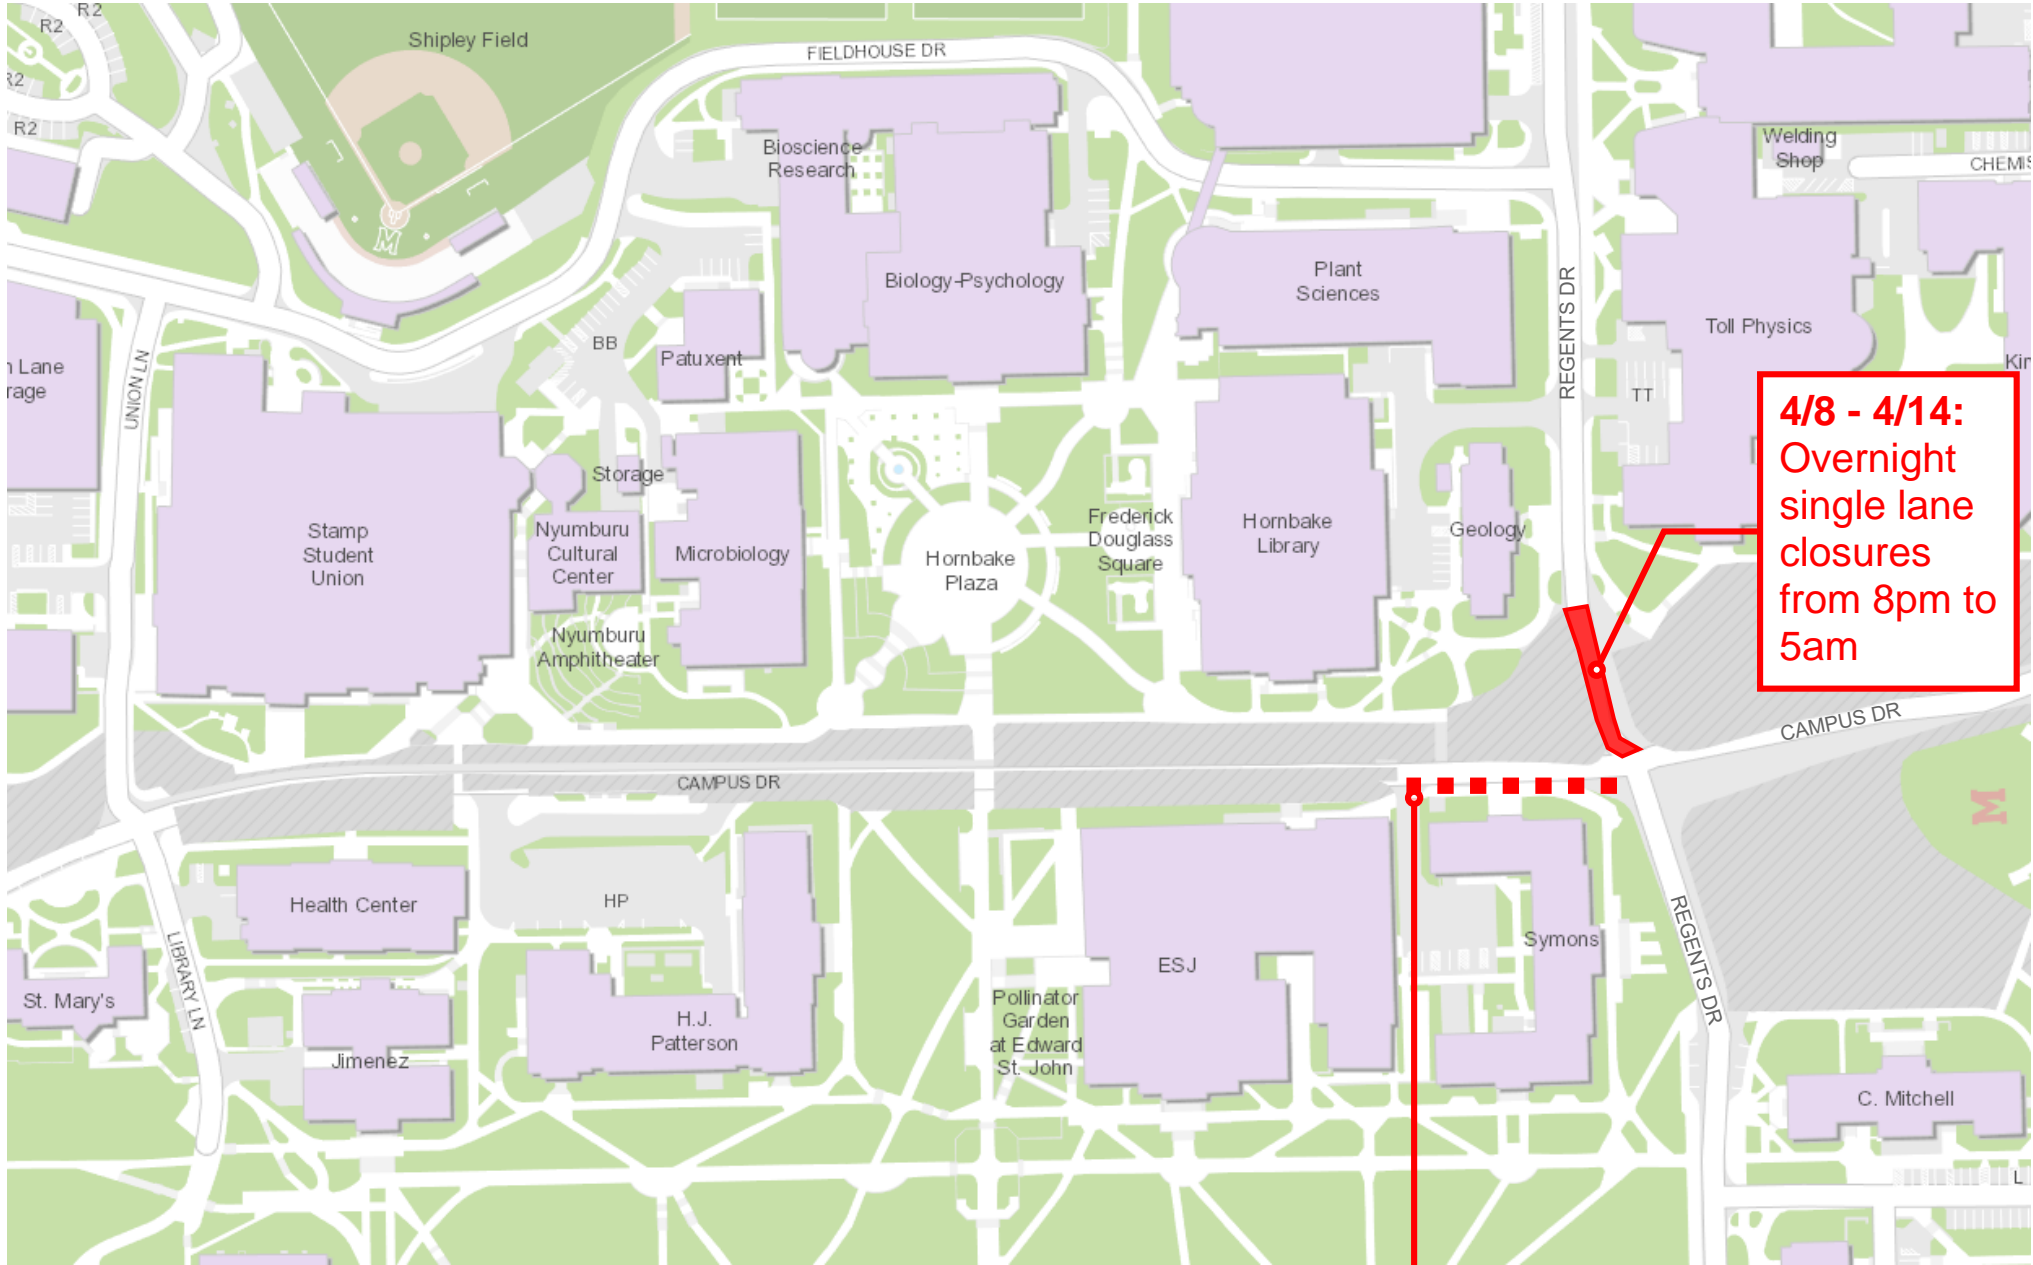 R2
R2
Shipley Field
FIELDHOUSE DR
R2
R2
Bioscience
Research
Welding
Shop
CHEMIS
Biology-Psychology
Plant
Sciences
REGENTS DR
Toll Physics
UNION LN
BB
Patuxent
n Lane
rage
TT
Kin
4/8 - 4/14:
Overnight
single lane
closures
from 8pm to
5am
Storage
Stamp
Student
Union
Nyumburu
Cultural
Center
Microbiology
Hornbake
Plaza
Frederick
Douglass
Square
Hornbake
Library
Geology
Nyumburu
Amphitheater
CAMPUS DR
CAMPUS DR
M
M
Health Center
HP
LIBRARY LN
St. Mary's
Jimenez
H.J.
Patterson
Pollinator
Garden
at Edward
St. John
ESJ
Symons
REGENTS DR
C. Mitchell
L